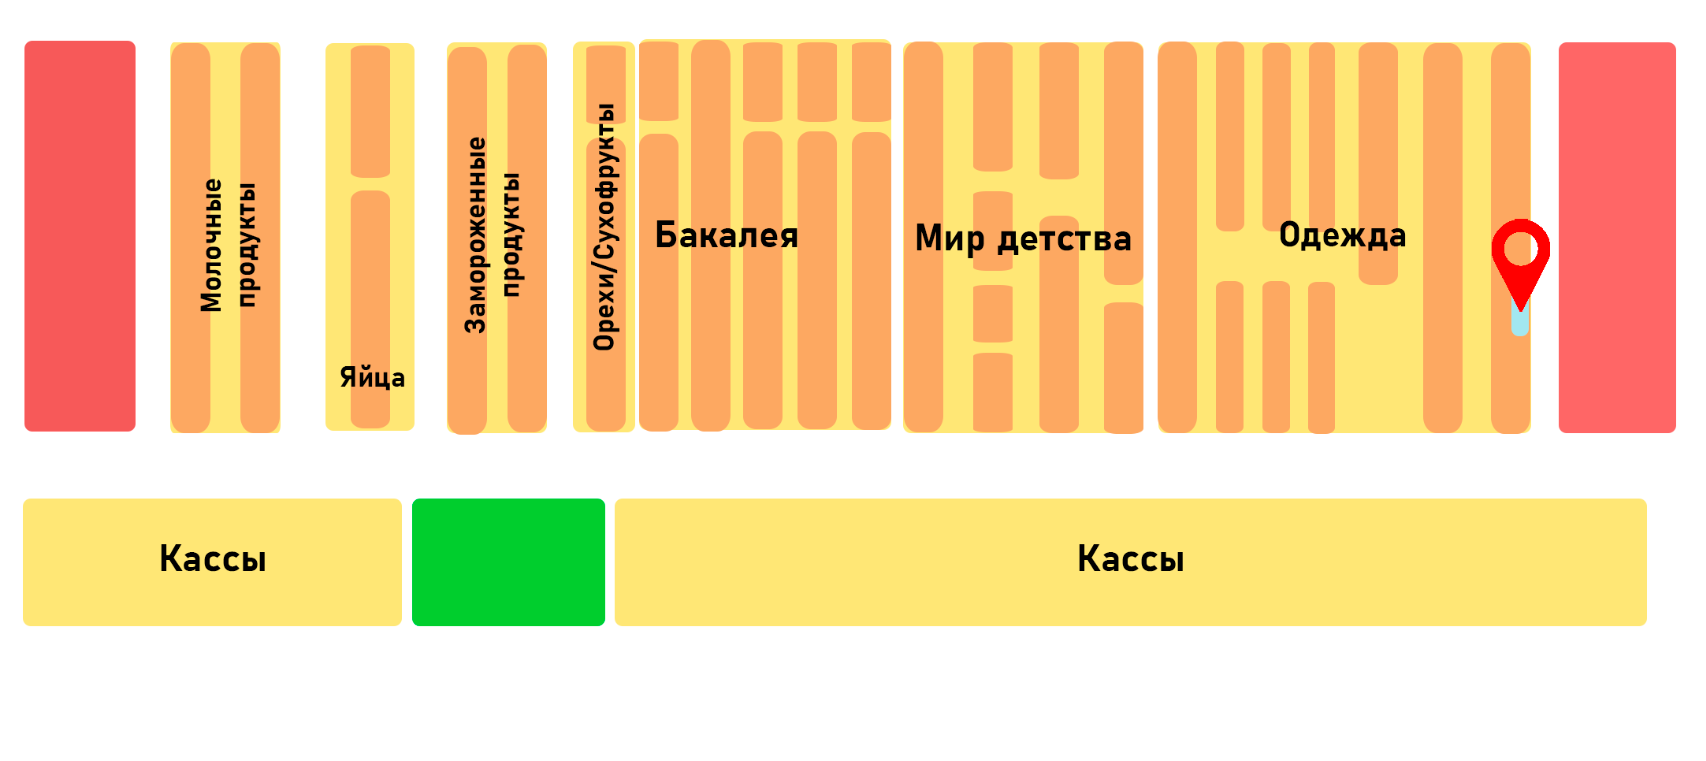 Молочные
продукты
Яйца
Замороженные
продукты
Орехи/Сухофрукты
Бакалея
Мир детства
Одежда
Кассы
Кассы